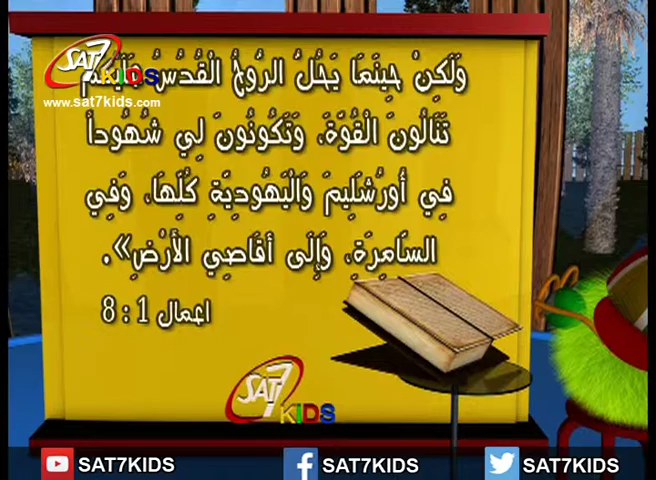 SAT7 KIDS
www.sat7kids.com
وَلَكِنْ حِينَمَا يَحُلُّ الرُّوحُ الْقُدُسُ عَلَيْكُمْ
تَنَالُونَ الْقُوَّةَ، وَتَكُونُونَ لِي شُهُوداً
فِي أُورُشَلِيمَ وَالْيَهُودِيَّةِ كُلِّهَا، وَفِي
السَّامِرَةِ، وَإِلَى أَقَاصِي الأَرْضِ».
اعمال 1 : 8
SAT7 KIDS
SAT7KIDS SAT7KIDS SAT7KIDS